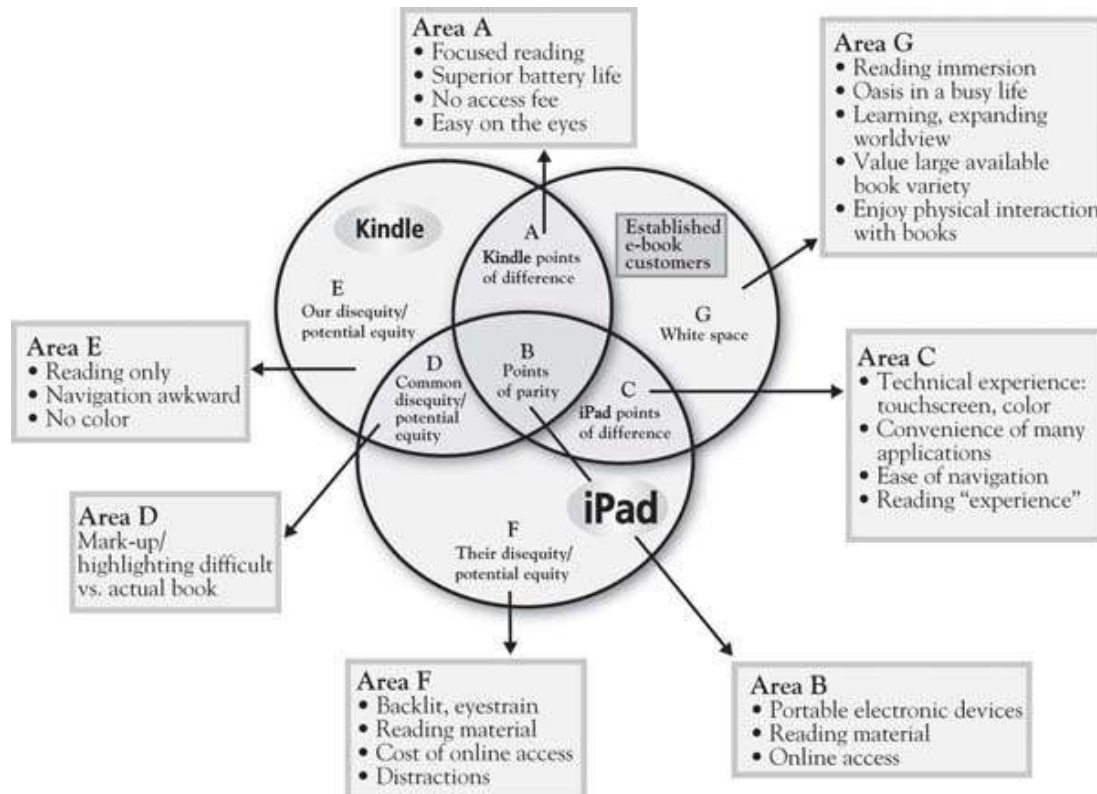 Area A
• Focused reading
• Superior battery life
• No access fee
• Easy on the eyes
Area G
• Reading immersion
• Oasis in a busy life
• Learning, expanding
worldview
• Value large available
book variety
• Enjoy physical interaction
with books
Kindle
A
Kindle points
of difference
Established
e-book
customers
E
Our disequity/
potential equity
G
White space
D
Common
disequity/
potential
equity
B
Points
of parity
C
iPad points
of difference
iPad
F
Their disequity/
potential equity
Area E
• Reading only
• Navigation awkward
• No color
Area C
• Technical experience:
touchscreen, color
• Convenience of many
applications
• Ease of navigation
• Reading “experience”
Area D
Mark-up/
highlighting difficult
vs. actual book
Area F
• Backlit, eyestrain
• Reading material
• Cost of online access
• Distractions
Area B
• Portable electronic devices
• Reading material
• Online access